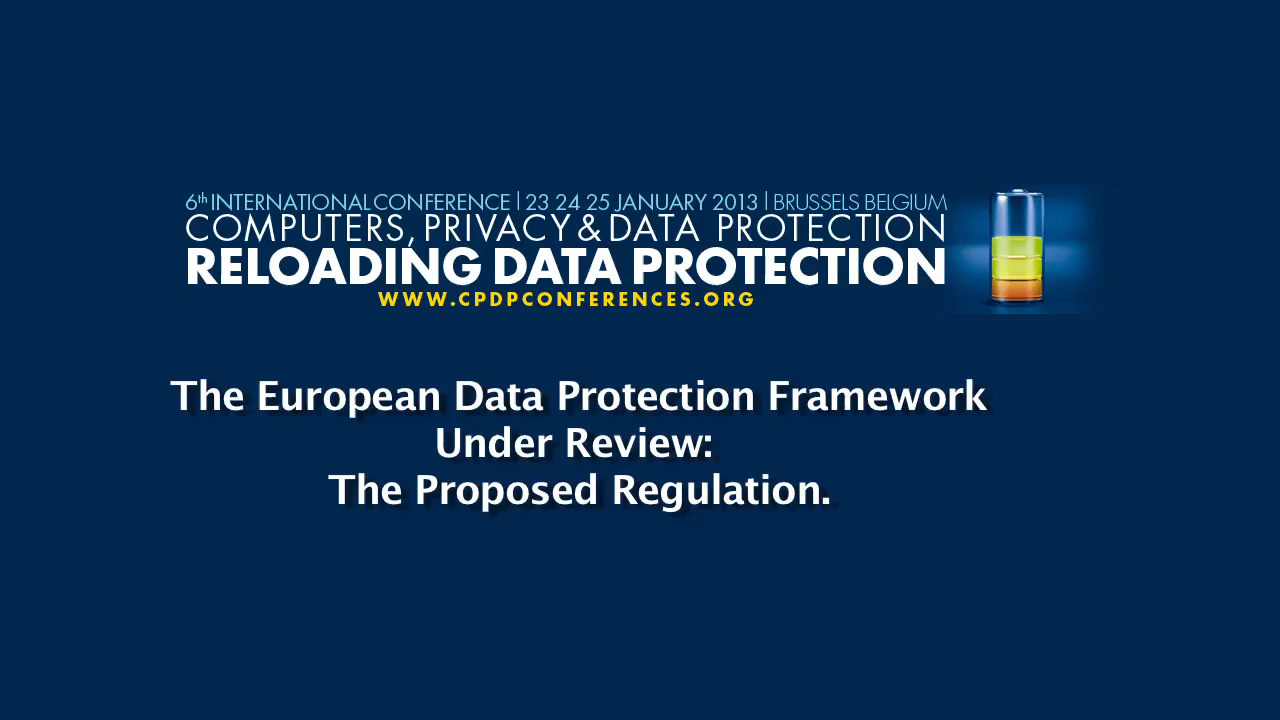 6th INTERNATIONAL CONFERENCE | 23 24 25 JANUARY 2013 | BRUSSELS BELGIUM
COMPUTERS, PRIVACY & DATA PROTECTION
RELOADING DATA PROTECTION
WWW.CPDPCONFERENCES.ORG
The European Data Protection Framework
Under Review:
The Proposed Regulation.